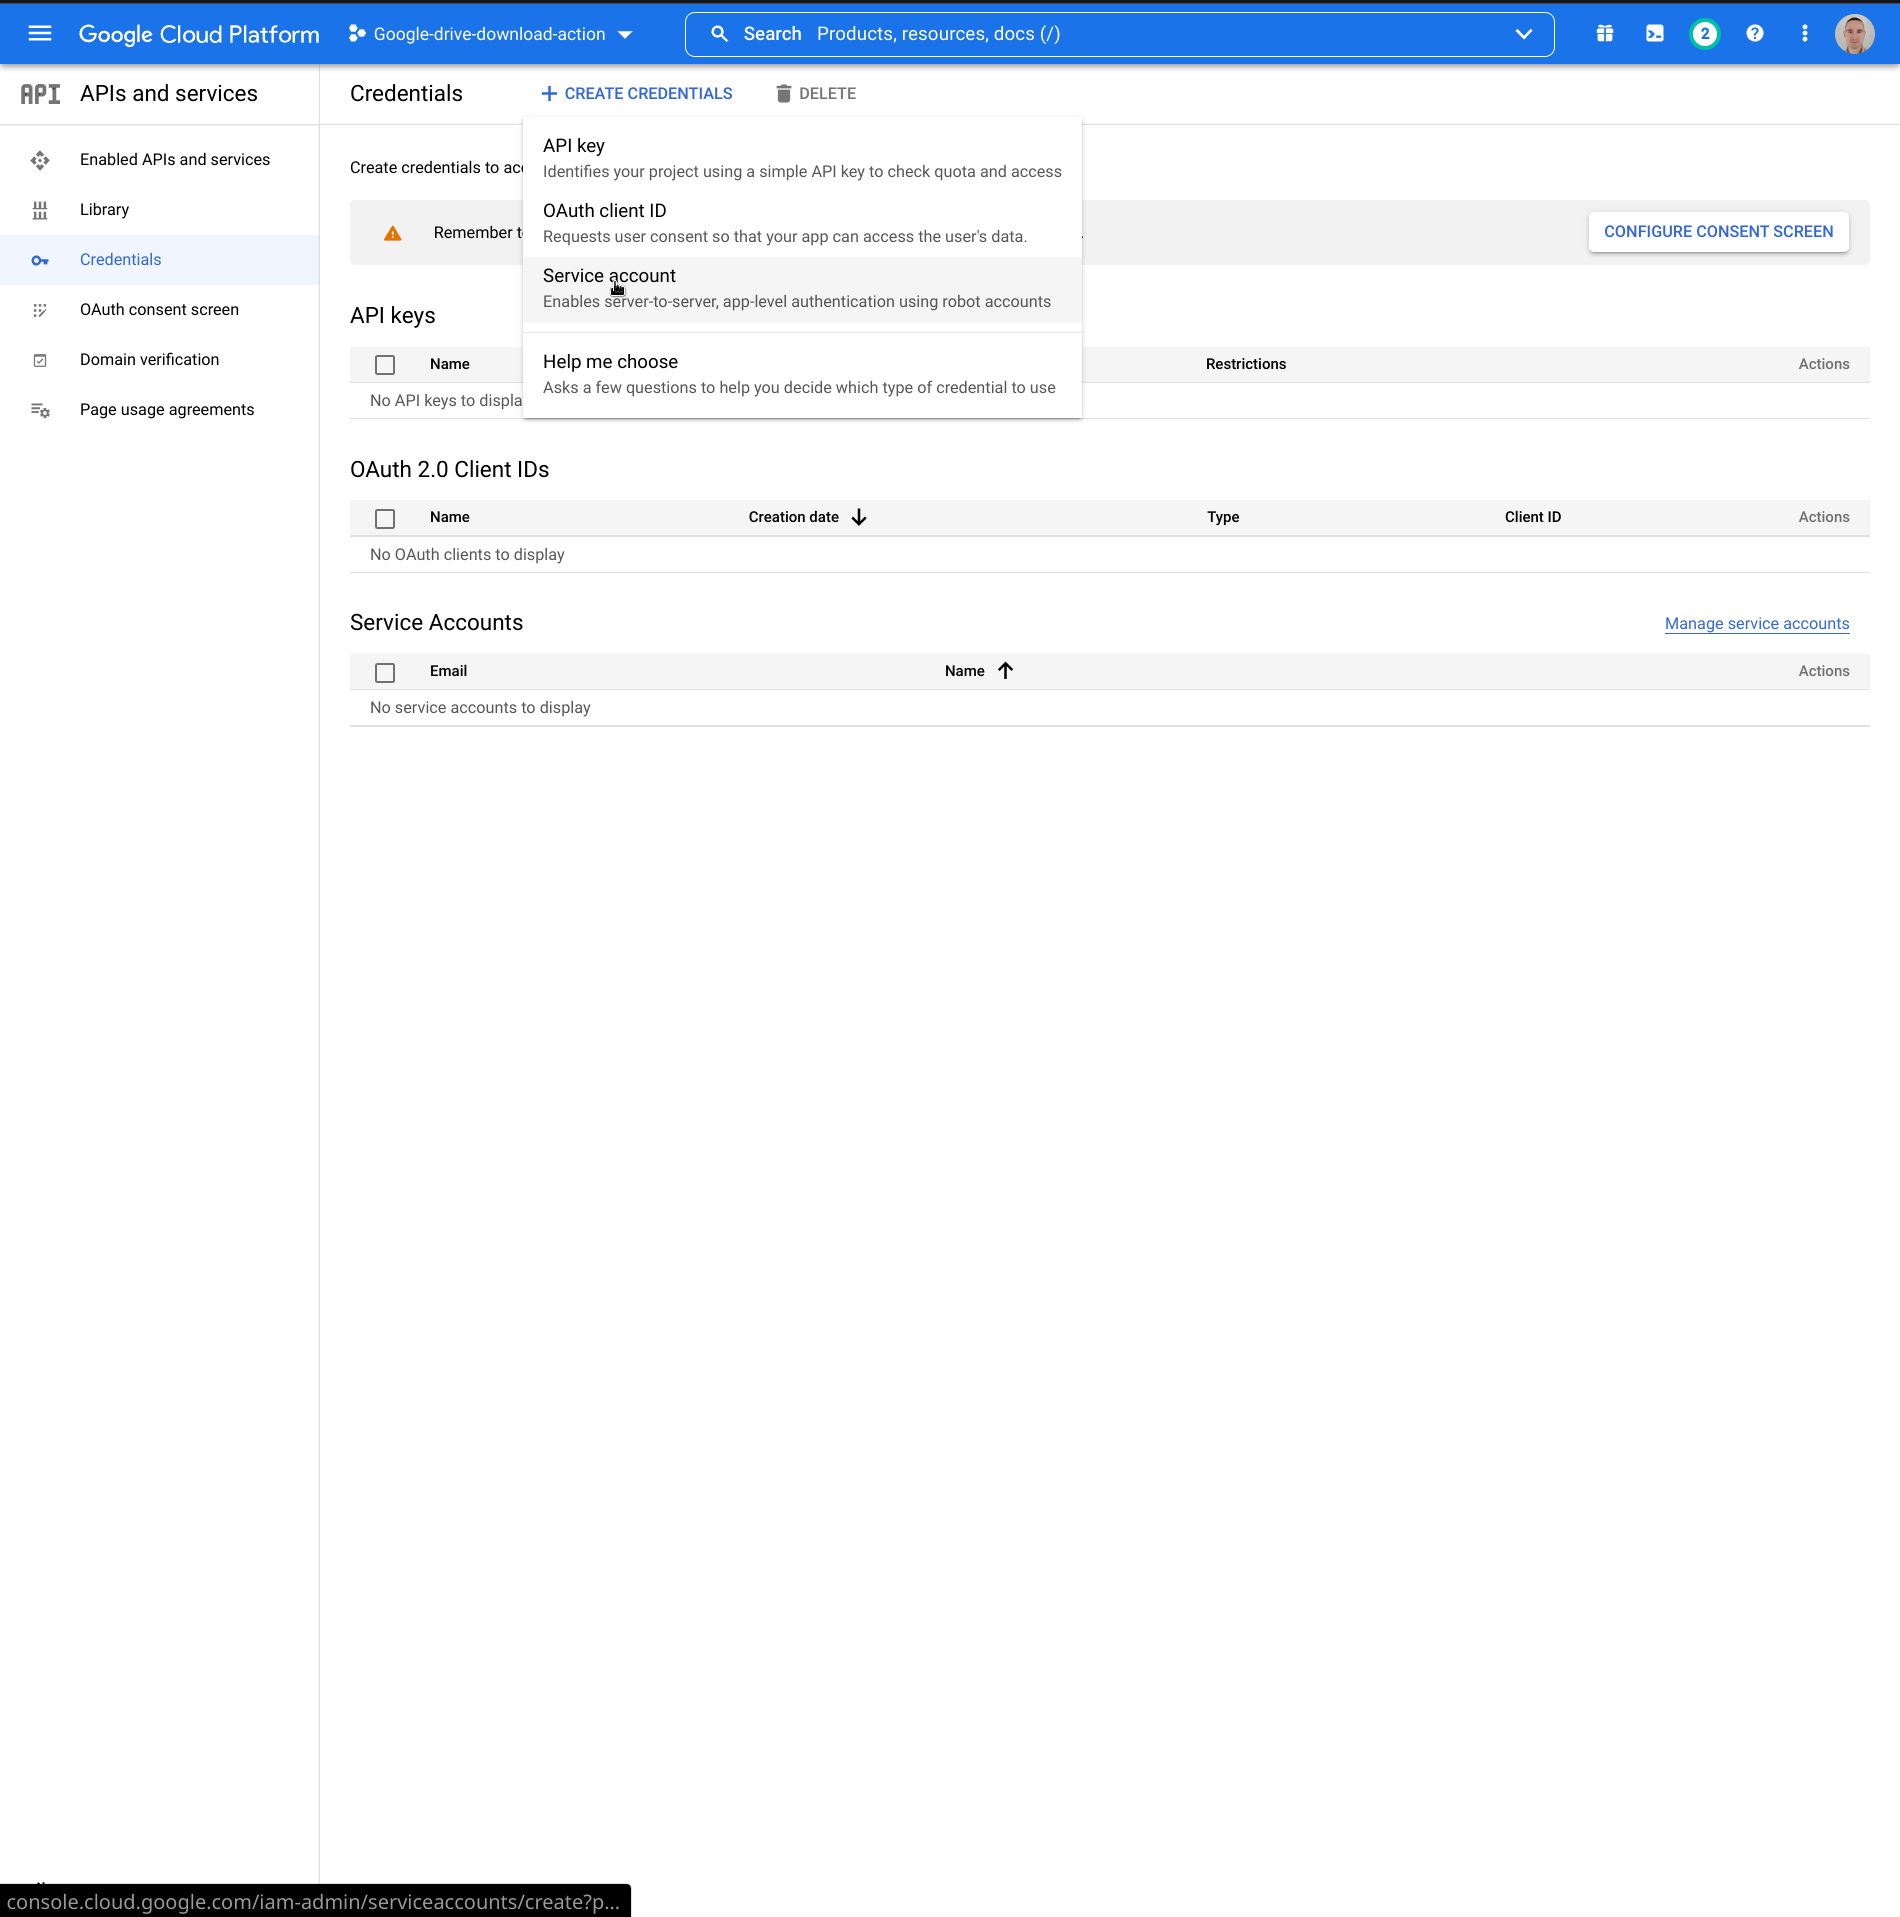 Google Cloud Platform
Google-drive-download-action
Search Products, resources, docs (/)
2
API APIs and services
Credentials
CREATE CREDENTIALS
DELETE
Enabled APIs and services
Library
Credentials
OAuth consent screen
Domain verification
Page usage agreements
Create credentials to
Remember
CONFIGURE CONSENT SCREEN
API key
Identifies your project using a simple API key to check quota and access
OAuth client ID
Requests user consent so that your app can access the user's data.
Service account
Enables server-to-server, app-level authentication using robot accounts
Help me choose
Asks a few questions to help you decide which type of credential to use
API keys
Name Restrictions Actions
No API keys to displa
OAuth 2.0 Client IDs
Name Creation date Type Client ID Actions
No OAuth clients to display
Service Accounts
Manage service accounts
Email Name Actions
No service accounts to display
console.cloud.google.com/iam-admin/serviceaccounts/create?p...